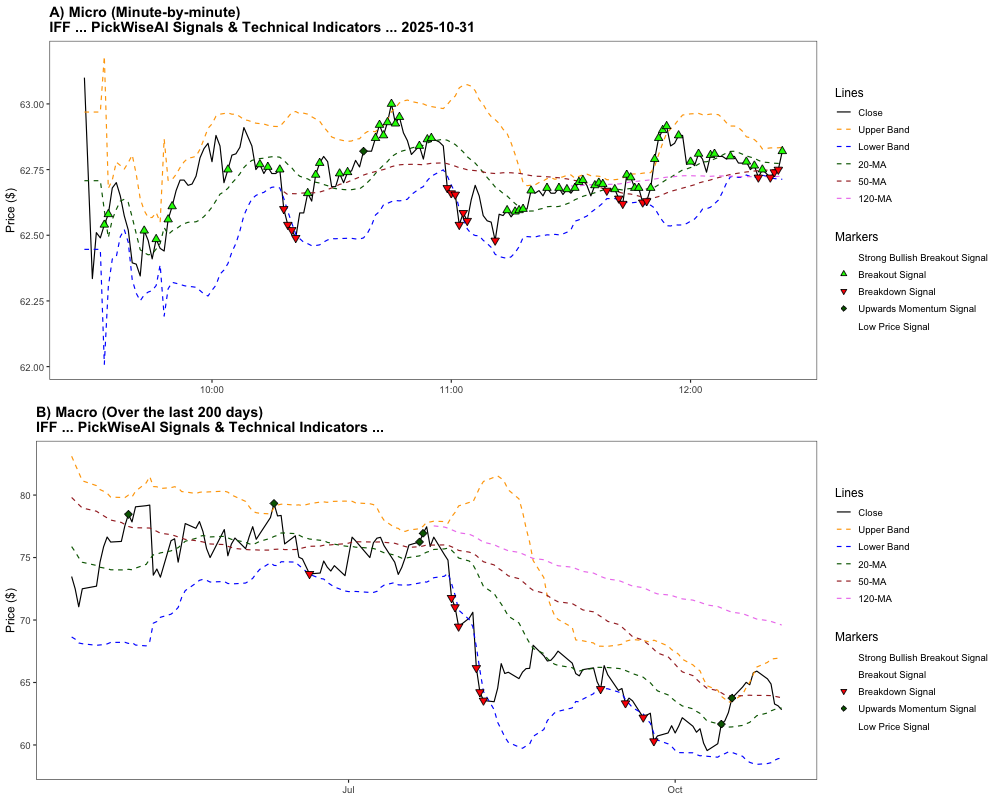 A) Micro (Minute-by-minute)
IFF ... PickWiseAI Signals & Technical Indicators ... 2025-10-31
Price ($)
63.00
62.75
62.50
62.25
62.00
10:00
11:00
12:00
Lines
Close
Upper Band
Lower Band
20-MA
50-MA
120-MA
Markers
Strong Bullish Breakout Signal
Breakout Signal
Breakdown Signal
Upwards Momentum Signal
Low Price Signal
B) Macro (Over the last 200 days)
IFF ... PickWiseAI Signals & Technical Indicators ...
Price ($)
80
75
70
65
60
Jul
Oct
Lines
Close
Upper Band
Lower Band
20-MA
50-MA
120-MA
Markers
Strong Bullish Breakout Signal
Breakout Signal
Breakdown Signal
Upwards Momentum Signal
Low Price Signal